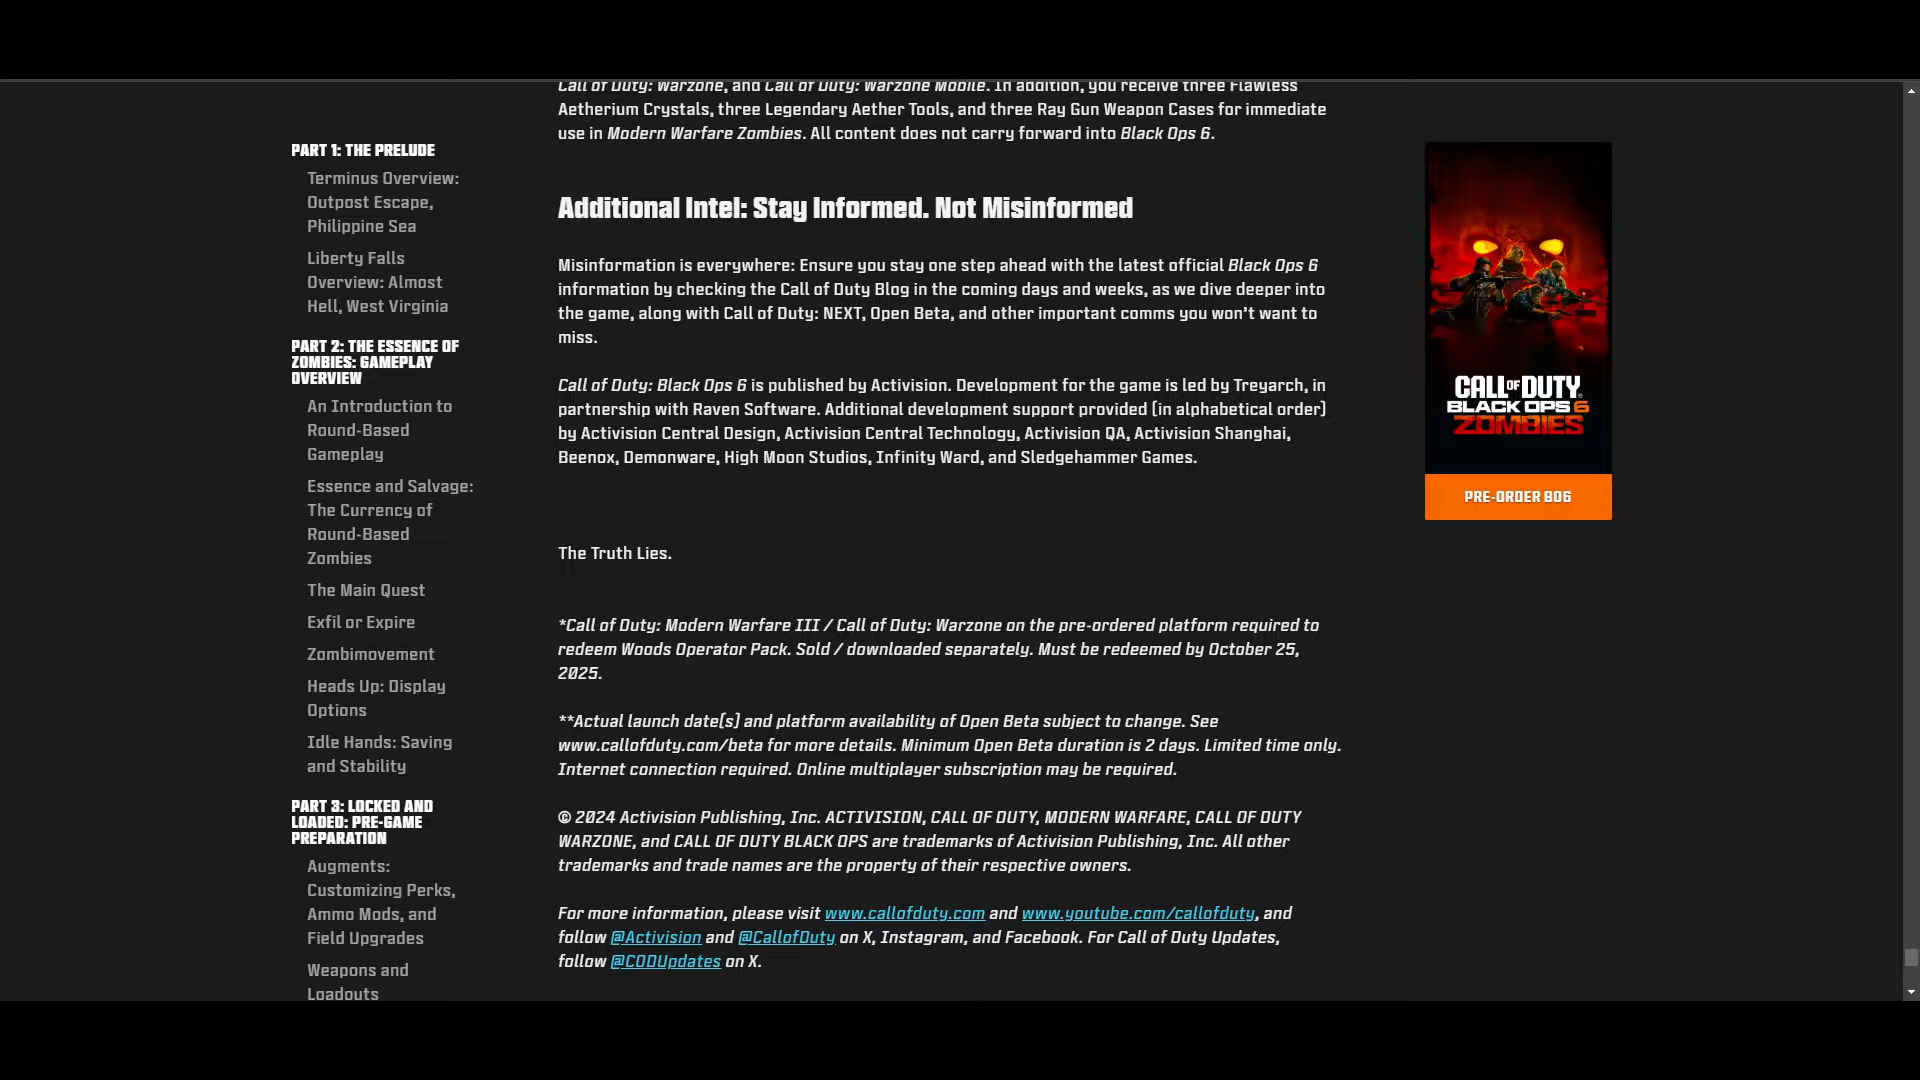 PART 1: THE PRELUDE
Terminus Overview:
Outpost Escape,
Philippine Sea
Liberty Falls
Overview: Almost
Hell, West Virginia
PART 2: THE ESSENCE OF
ZOMBIES: GAMEPLAY
OVERVIEW
An Introduction to
Round-Based
Gameplay
Essence and Salvage:
The Currency of
Round-Based
Zombies
The Main Quest
Exfil or Expire
Zombimovement
Heads Up: Display
Options
Idle Hands: Saving
and Stability
PART 3: LOCKED AND
LOADED: PRE-GAME
PREPARATION
Augments:
Customizing Perks,
Ammo Mods, and
Field Upgrades
Weapons and
Loadouts
Call of Duty: Warzone, and Call of Duty: Warzone Mobile. In addition, you receive three Flawless
Aetherium Crystals, three Legendary Aether Tools, and three Ray Gun Weapon Cases for immediate
use in Modern Warfare Zombies. All content does not carry forward into Black Ops 6.
Additional Intel: Stay Informed. Not Misinformed
Misinformation is everywhere: Ensure you stay one step ahead with the latest official Black Ops 6
information by checking the Call of Duty Blog in the coming days and weeks, as we dive deeper into
the game, along with Call of Duty: NEXT, Open Beta, and other important comms you won't want to
miss.
Call of Duty: Black Ops 6 is published by Activision. Development for the game is led by Treyarch, in
partnership with Raven Software. Additional development support provided (in alphabetical order)
by Activision Central Design, Activision Central Technology, Activision QA, Activision Shanghai,
Beenox, Demonware, High Moon Studios, Infinity Ward, and Sledgehammer Games.
The Truth Lies.
*Call of Duty: Modern Warfare III / Call of Duty: Warzone on the pre-ordered platform required to
redeem Woods Operator Pack. Sold / downloaded separately. Must be redeemed by October 25,
2025.
**Actual launch date(s) and platform availability of Open Beta subject to change. See
www.callofduty.com/beta for more details. Minimum Open Beta duration is 2 days. Limited time only.
Internet connection required. Online multiplayer subscription may be required.
© 2024 Activision Publishing, Inc. ACTIVISION, CALL OF DUTY, MODERN WARFARE, CALL OF DUTY
WARZONE, and CALL OF DUTY BLACK OPS are trademarks of Activision Publishing, Inc. All other
trademarks and trade names are the property of their respective owners.
For more information, please visit www.callofduty.com and www.youtube.com/callofduty, and
follow @Activision and @CallofDuty on X, Instagram, and Facebook. For Call of Duty Updates,
follow @CODUpdates on X.
CALL OF DUTY
BLACK OPS 6
ZOMBIES
PRE-ORDER BO6